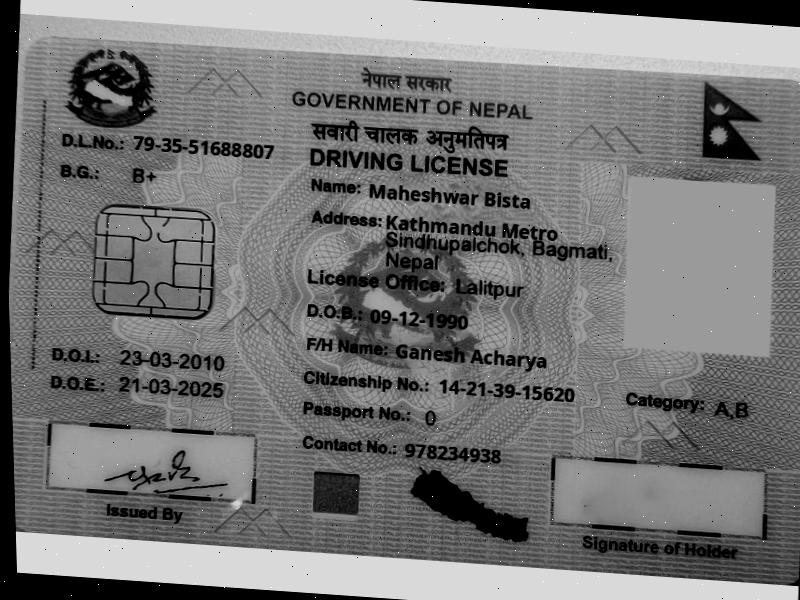 नेपाल सरकार
GOVERNMENT OF NEPAL
सवारी चालक अनुमतिपत्र
DRIVING LICENSE
D.L.No.: 79-35-51688807
B.G.: B+
Name: Maheshwar Bista
Address: Kathmandu Metro
Sindhupalchok, Bagmati,
Nepal
License Office: Lalitpur
D.O.B.: 09-12-1990
F/H Name: Ganesh Acharya
D.O.I.: 23-03-2010
D.O.E.: 21-03-2025
Citizenship No.: 14-21-39-15620
Category: A,B
Passport No.: 0
Contact No.: 978234938
Issued By
Signature of Holder